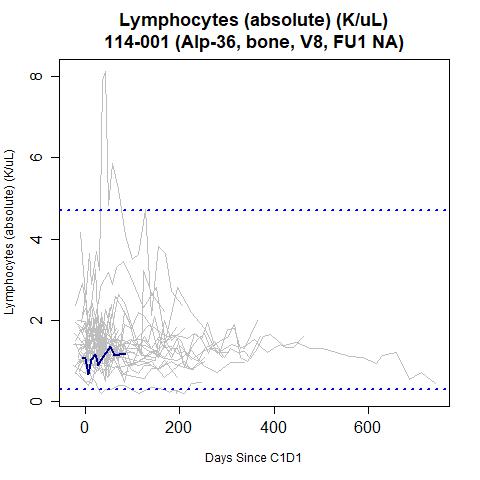 Lymphocytes (absolute) (K/uL)
114-001 (Alp-36, bone, V8, FU1 NA)
Lymphocytes (absolute) (K/uL)
8
6
4
2
0
0 200 400 600
Days Since C1D1